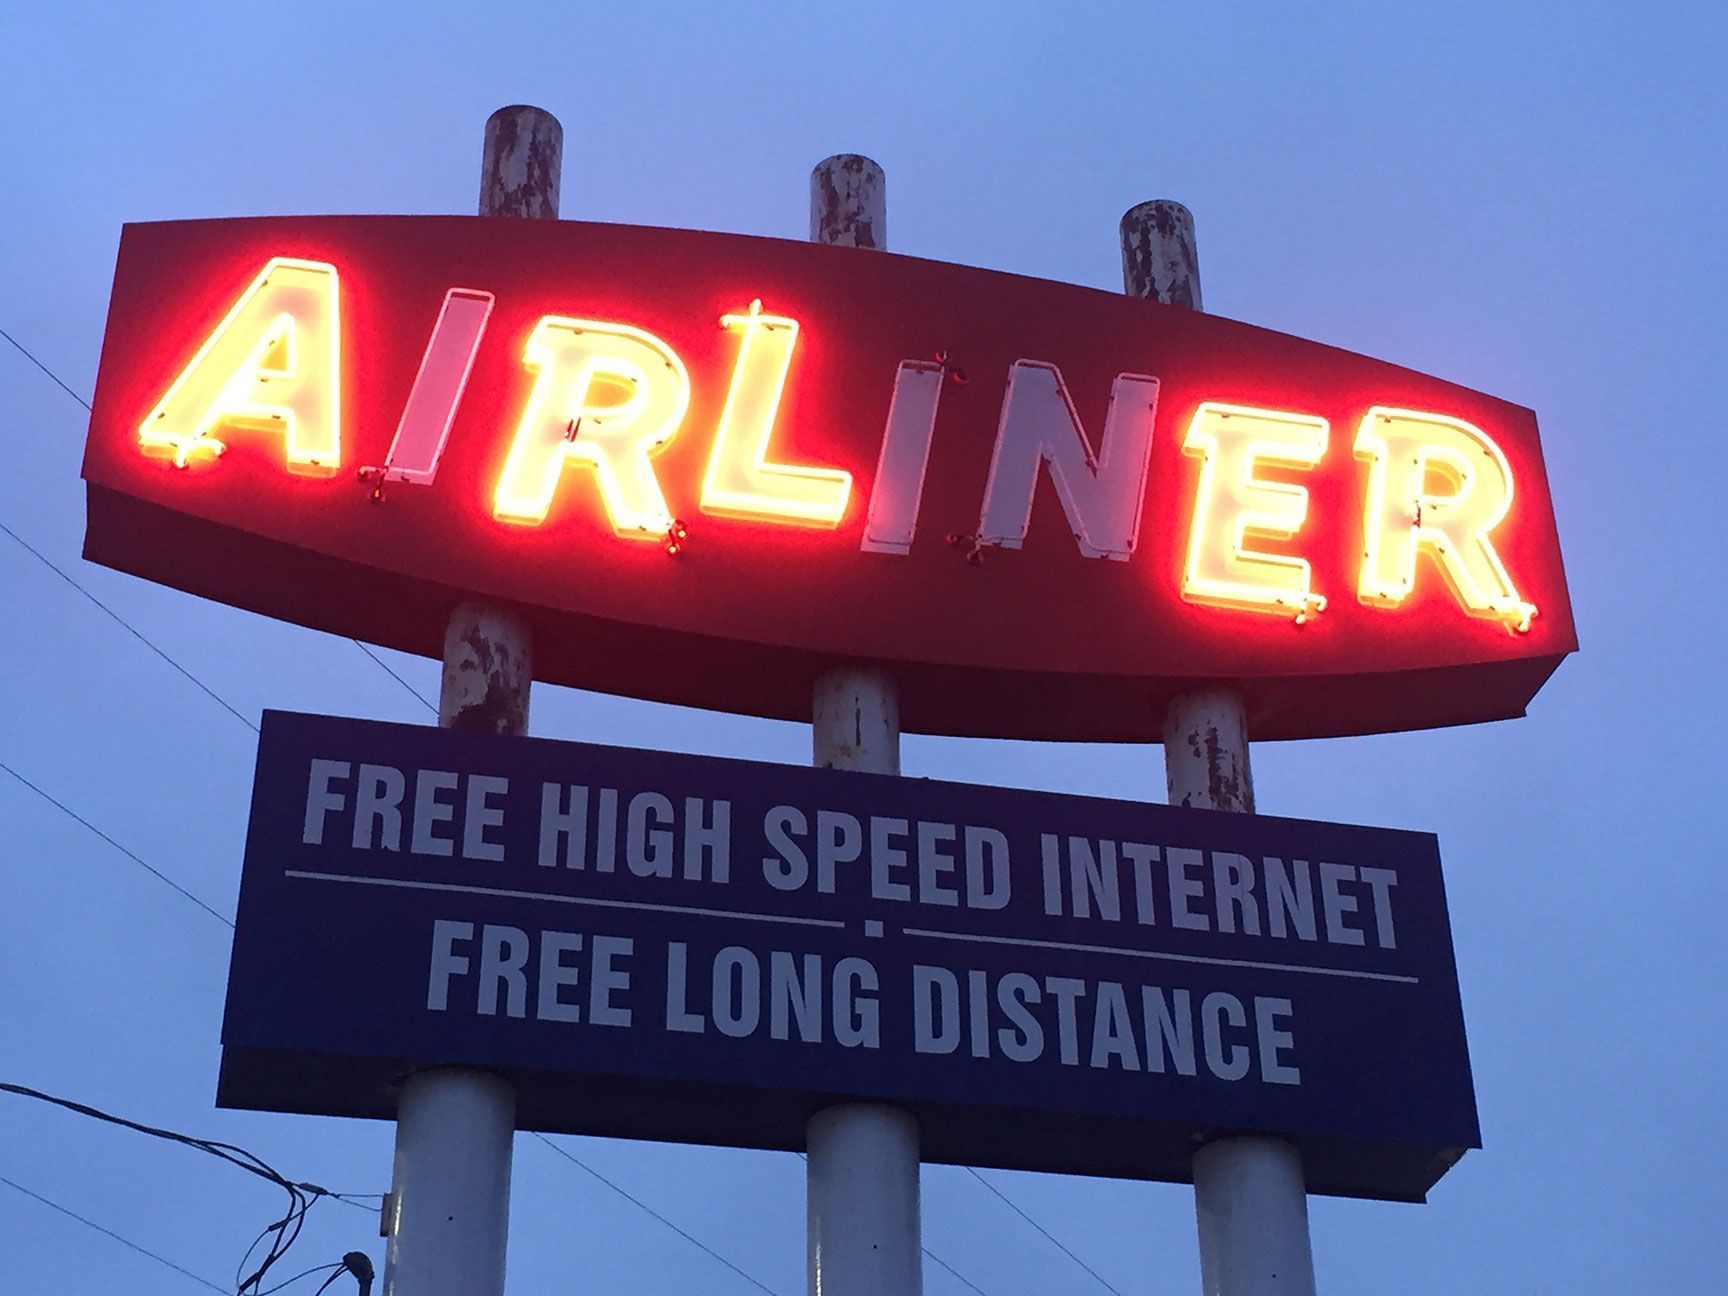 AIRLINER
FREE HIGH SPEED INTERNET
FREE LONG DISTANCE